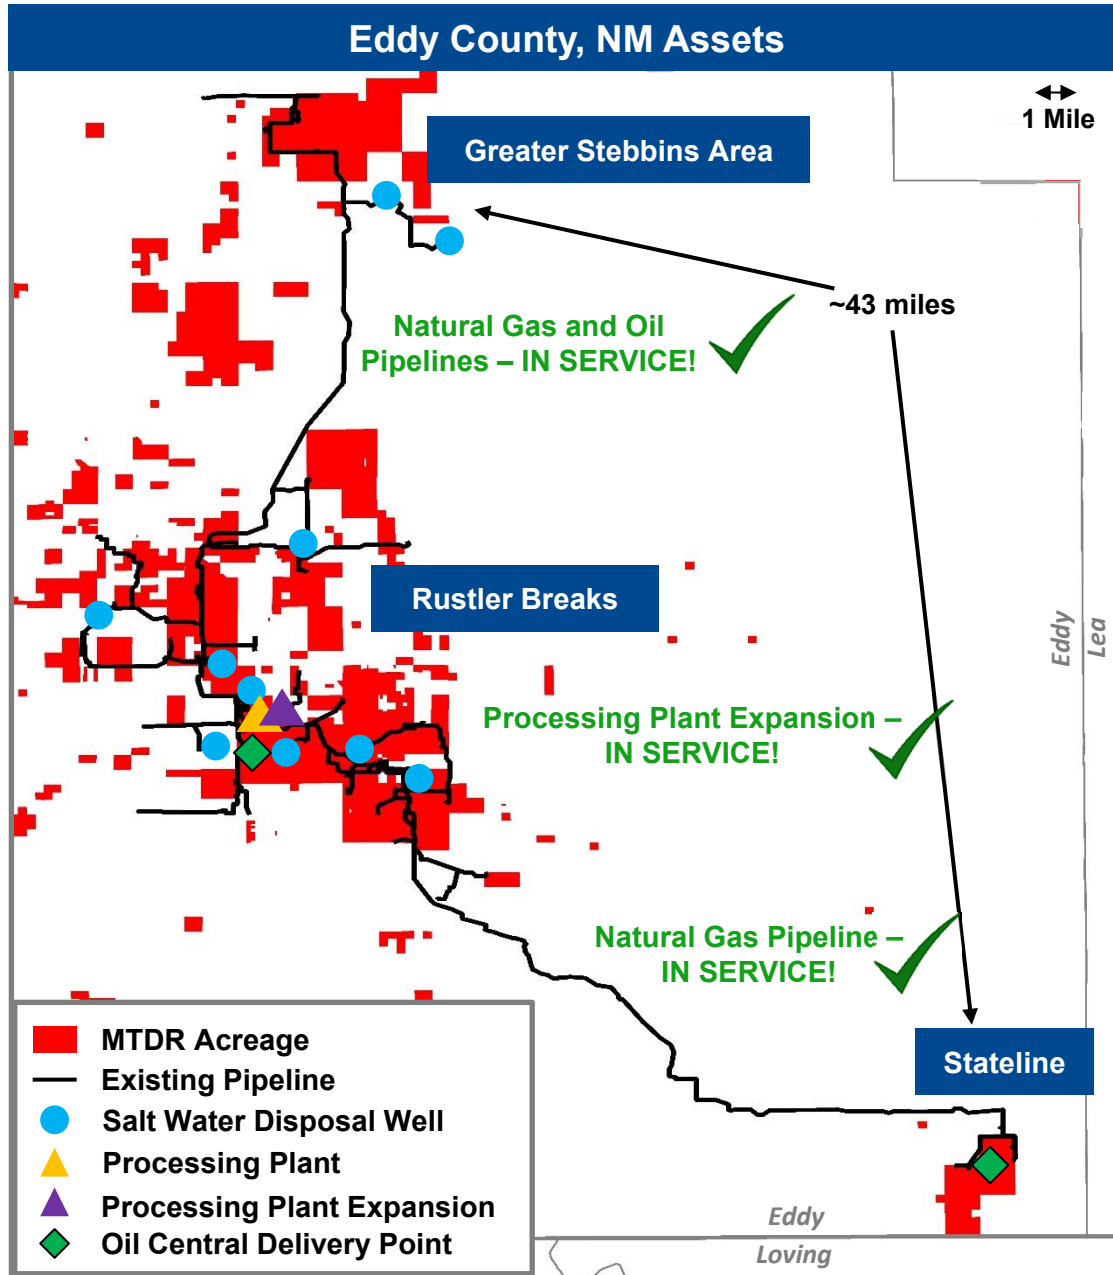 Eddy County, NM Assets
1 Mile
Greater Stebbins Area
~43 miles
Natural Gas and Oil
Pipelines – IN SERVICE!
Rustler Breaks
Eddy
Lea
Processing Plant Expansion –
IN SERVICE!
Natural Gas Pipeline –
IN SERVICE!
Stateline
MTDR Acreage
Existing Pipeline
Salt Water Disposal Well
Processing Plant
Processing Plant Expansion
Oil Central Delivery Point
Eddy
Loving